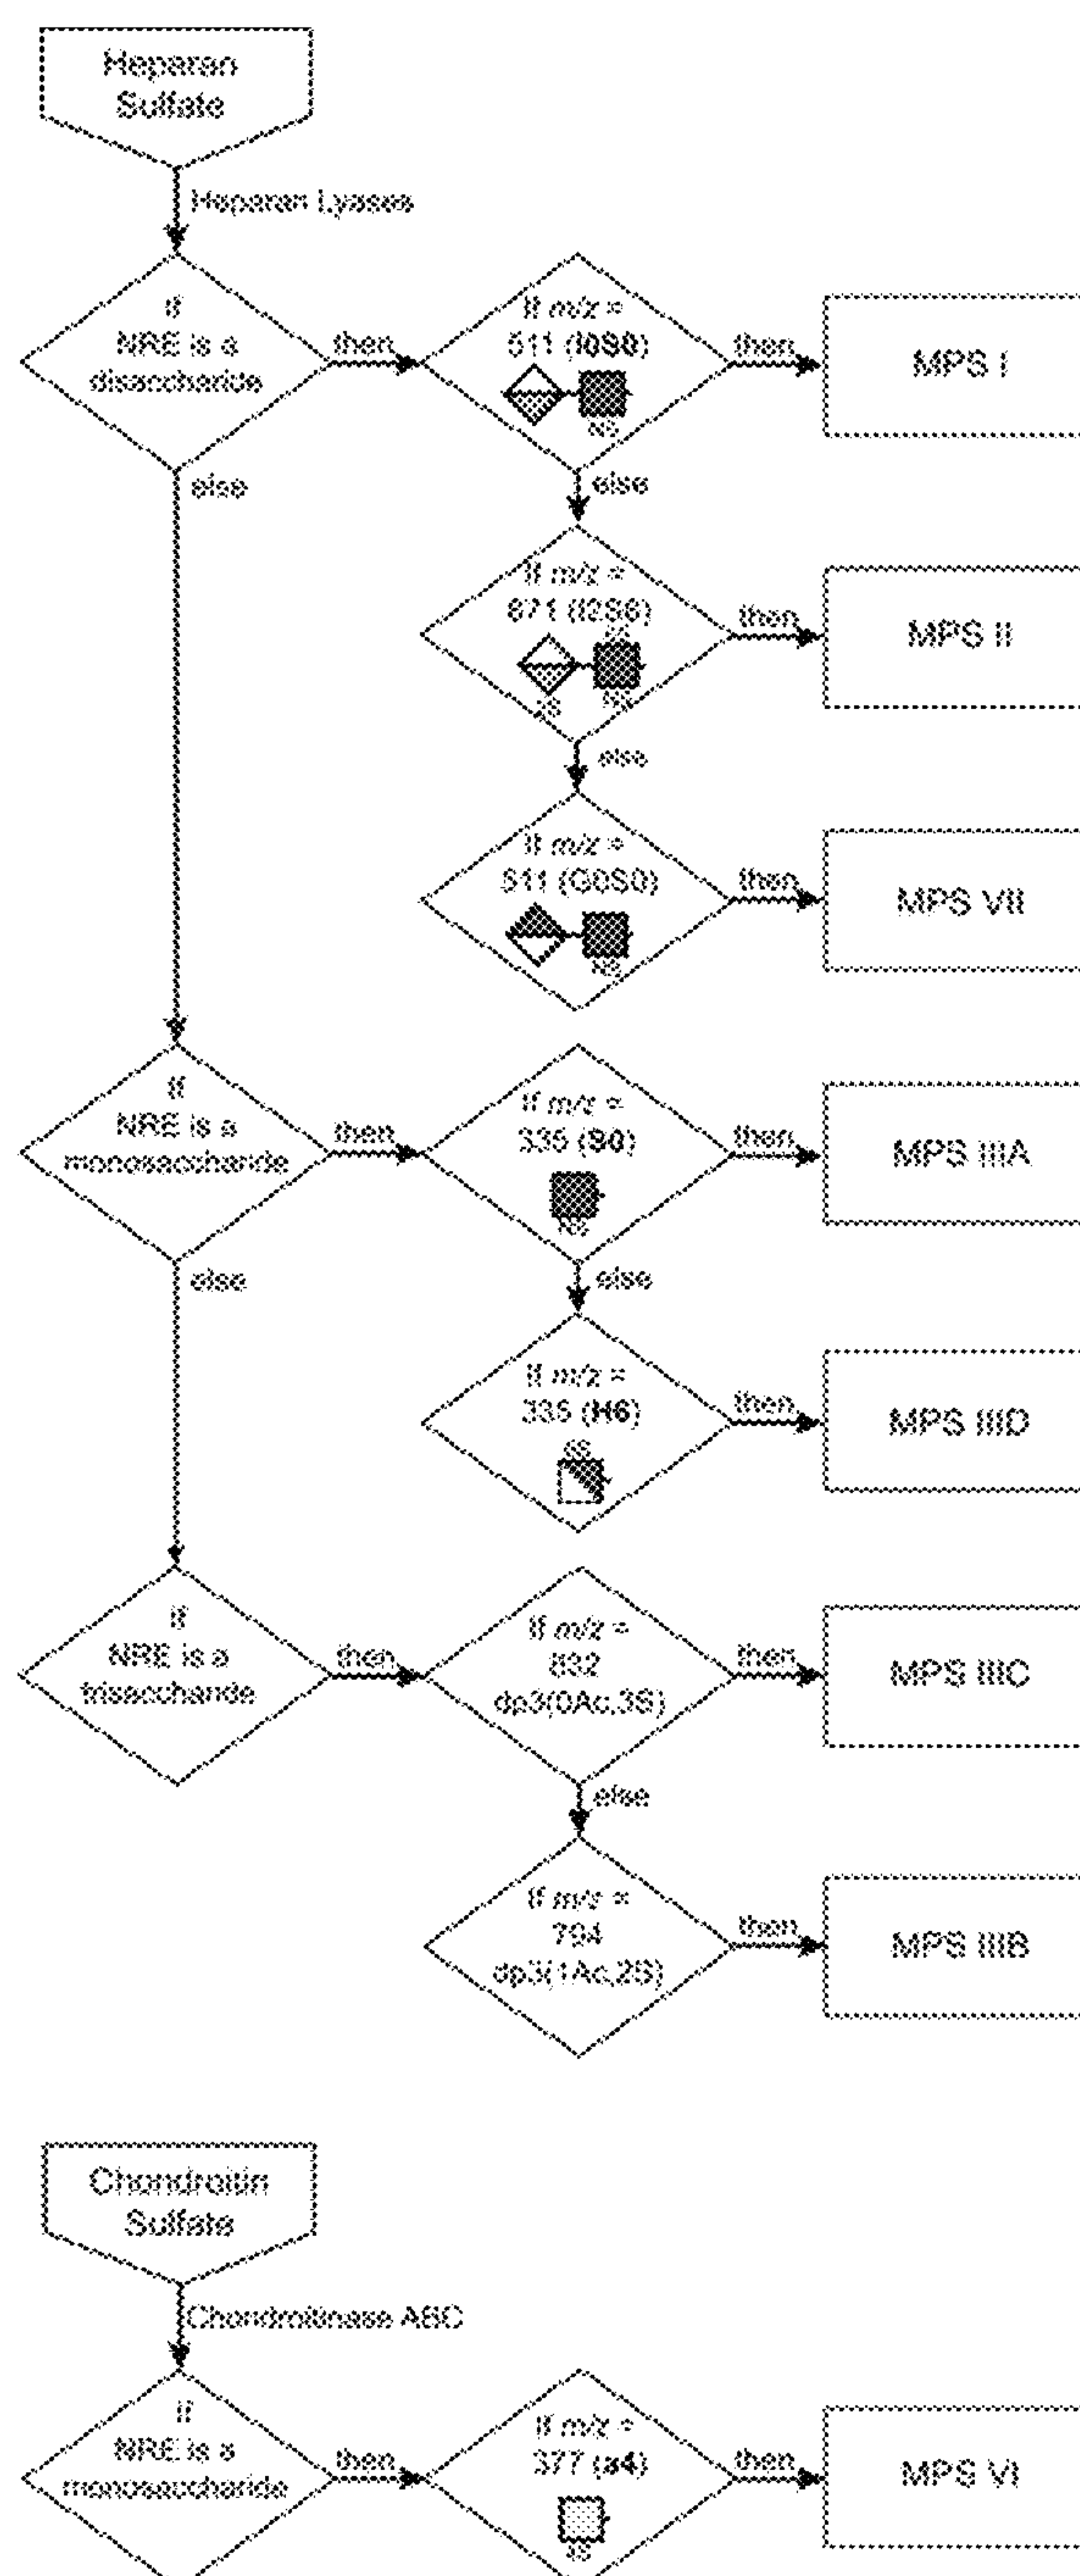 Heparan
Sulfate
Heparan Lyases
If
NRE is a
disaccharide
then
If m/z =
511 (I0S0)
NS
then
MPS I
else
else
If m/z =
671 (I2S6)
6S
2S
NS
then
MPS II
else
If m/z =
511 (G0S0)
NS
then
MPS VII
If
NRE is a
monosaccharide
then
If m/z =
335 (S0)
NS
then
MPS IIIA
else
else
If m/z =
335 (H6)
6S
then
MPS IIID
If
NRE is a
trisaccharide
then
If m/z =
832
dp3(0Ac,3S)
then
MPS IIIC
else
If m/z =
794
dp3(1Ac,2S)
then
MPS IIIB
Chondroitin
Sulfate
Chondroitinase ABC
If
NRE is a
monosaccharide
then
If m/z =
377 (a4)
then
MPS VI